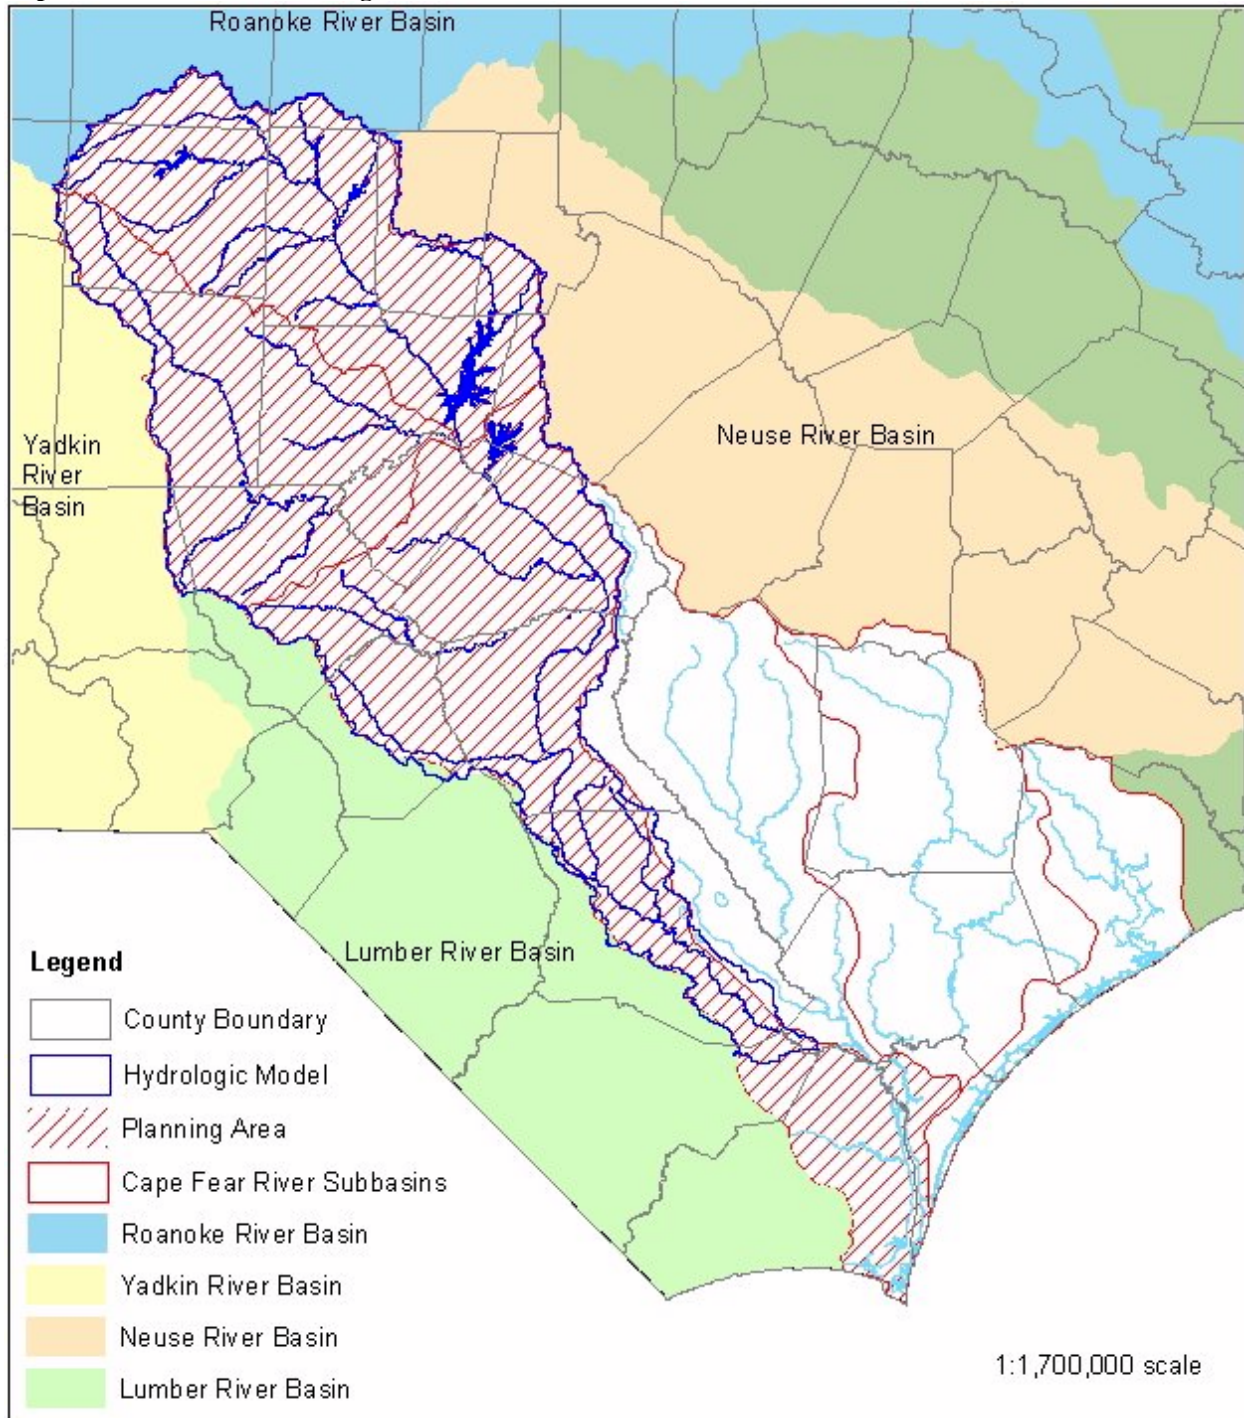 Roanoke River Basin
Neuse River Basin
Yadkin
River
Basin
Lumber River Basin
Legend
County Boundary
Hydrologic Model
Planning Area
Cape Fear River Subbasins
Roanoke River Basin
Yadkin River Basin
Neuse River Basin
Lumber River Basin
1:1,700,000 scale